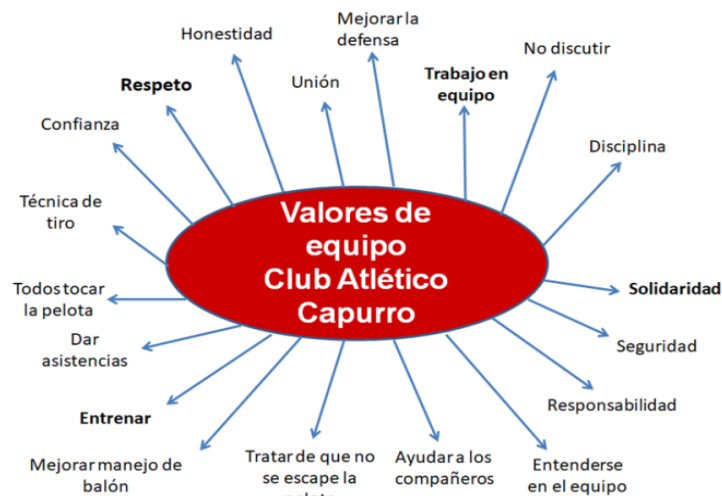 Mejorar la
defensa
Honestidad
No discutir
Unión
Trabajo en
equipo
Respeto
Confianza
Disciplina
Técnica de
tiro
Valores de
equipo
Club Atlético
Capurro
Todos tocar
la pelota
Solidaridad
Dar
asistencias
Seguridad
Entrenar
Responsabilidad
Mejorar manejo de
balón
Tratar de que no
se escape la
Ayudar a los
compañeros
Entenderse
en el equipo